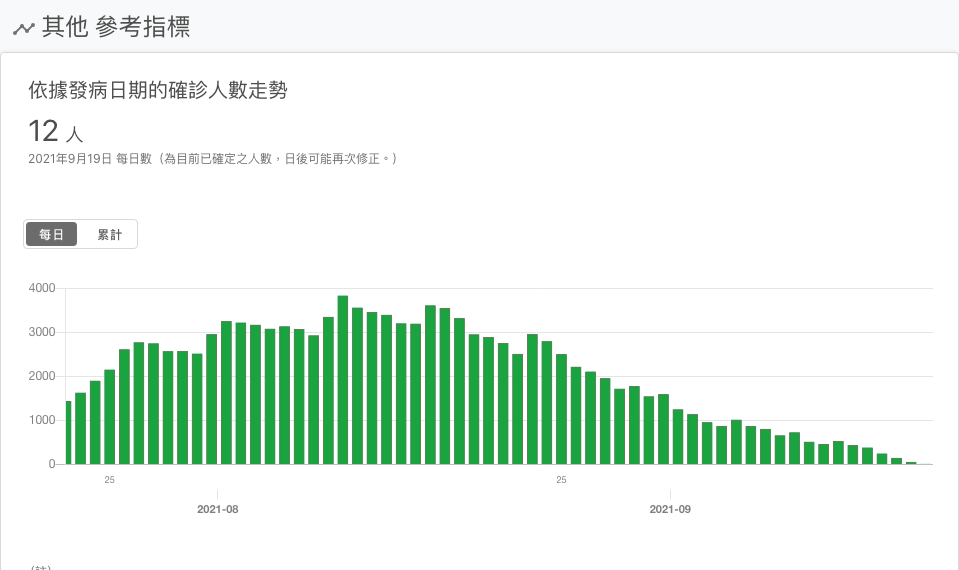 其他 參考指標
依據發病日期的確診人數走勢
12 人
2021年9月19日 每日數（為目前已確定之人數，日後可能再次修正。）
每日 累計
4000
3000
2000
1000
0
25 25
2021-08 2021-09